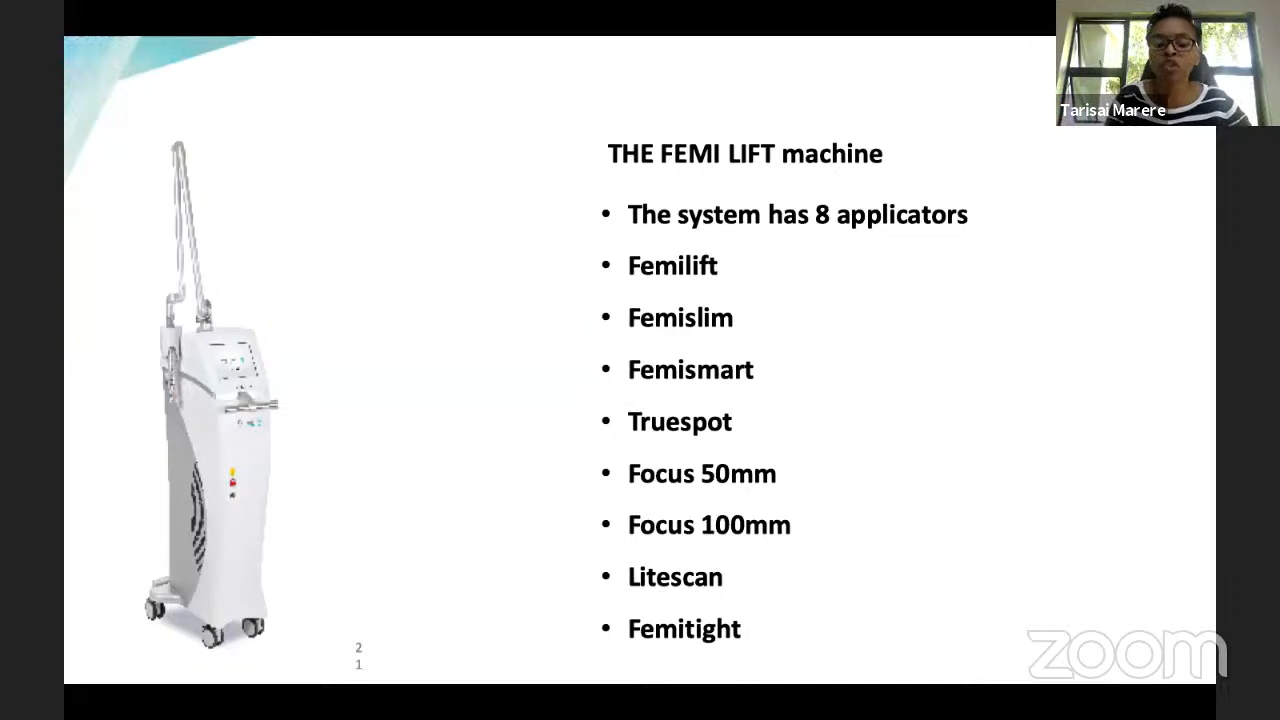 Tarisai Marere
THE FEMI LIFT machine
• The system has 8 applicators
• Femilift
• Femislim
• Femismart
• Truespot
• Focus 50mm
• Focus 100mm
• Litescan
• Femitight
2
1
zoom